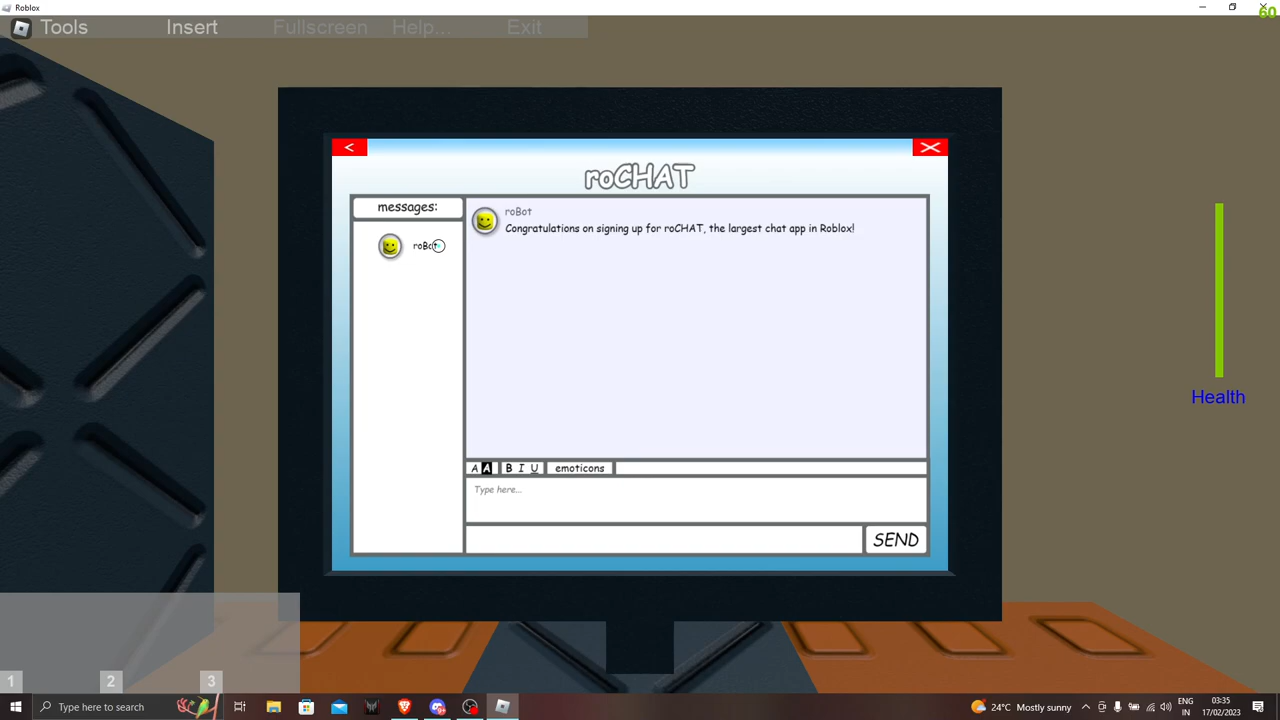 Roblox
60
Tools Insert Fullscreen Help... Exit
<
roCHAT
messages:
roBot
roBot
Congratulations on signing up for roCHAT, the largest chat app in Roblox!
Health
A A B I U emoticons
Type here...
SEND
1 2 3
Type here to search
24°C Mostly sunny
ENG
IN
03:35
17/02/2023